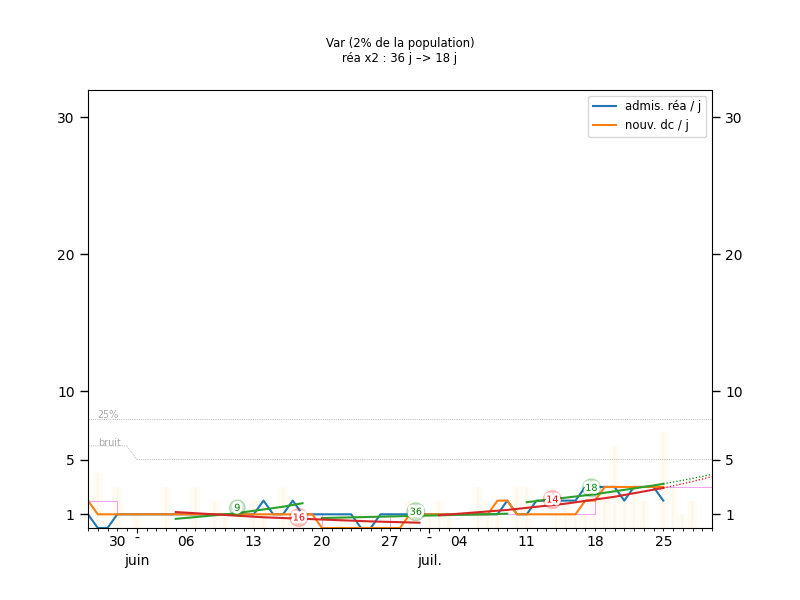 Var (2% de la population)
réa x2 : 36 j –> 18 j
admis. réa / j
nouv. dc / j
30 30
20 20
10 10
25%
bruit
5 5
9 16 36 14 18
1 1
30 - 06 13 20 27 - 04 11 18 25
juin juil.